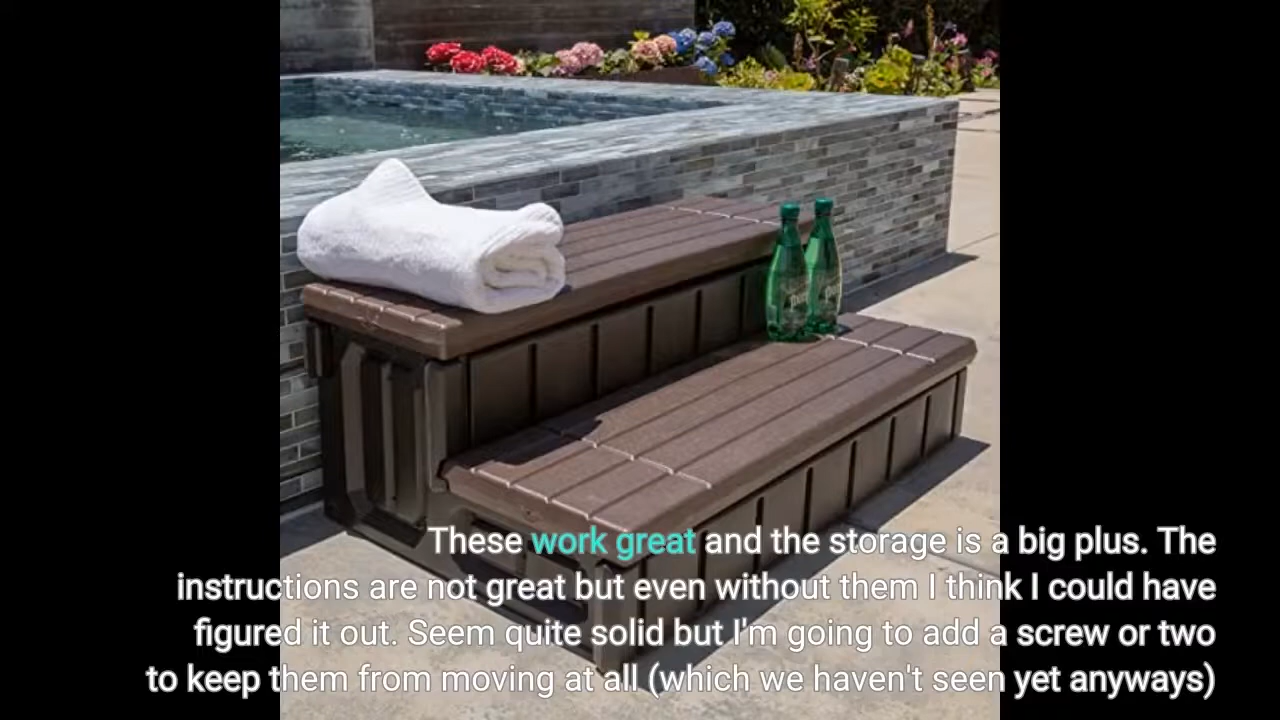 These work great and the storage is a big plus. The
instructions are not great but even without them I think I could have
figured it out. Seem quite solid but I'm going to add a screw or two
to keep them from moving at all (which we haven't seen yet anyways)